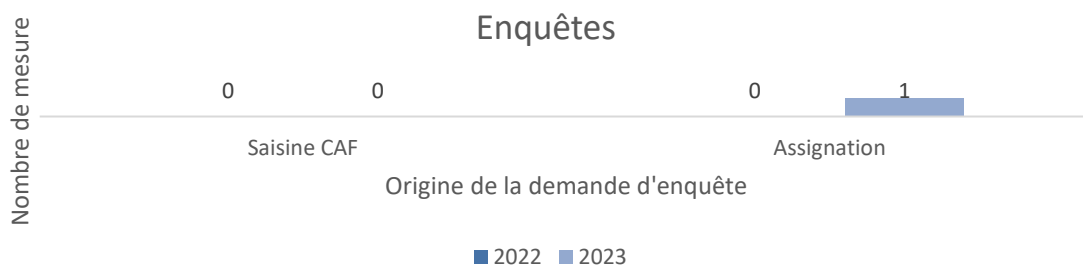 Enquêtes
Nombre de mesure
0 0 0 1
Saisine CAF Assignation
Origine de la demande d'enquête
2022 2023